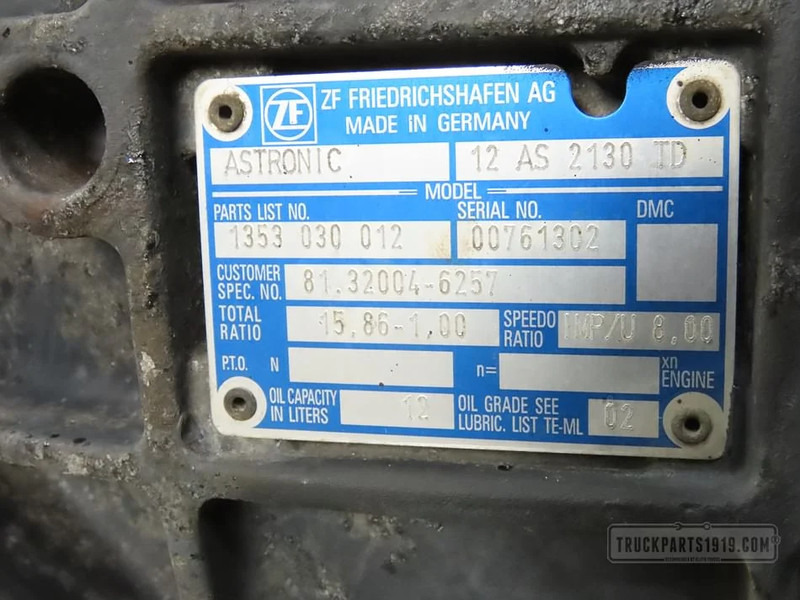 ZF
ZF FRIEDRICHSHAFEN AG
MADE IN GERMANY
ASTRONIC 12 AS 2130 TD
MODEL
PARTS LIST NO. SERIAL NO. DMC
1353 030 012 00761302
CUSTOMER SPEC. NO. 81.32004-6257
TOTAL RATIO 15,86-1,00 SPEEDO RATIO IMP/U 8,00
P.T.O. N n= xn ENGINE
OIL CAPACITY IN LITERS 12 OIL GRADE SEE LUBRIC. LIST TE-ML 02
TRUCKPARTS1919.COM